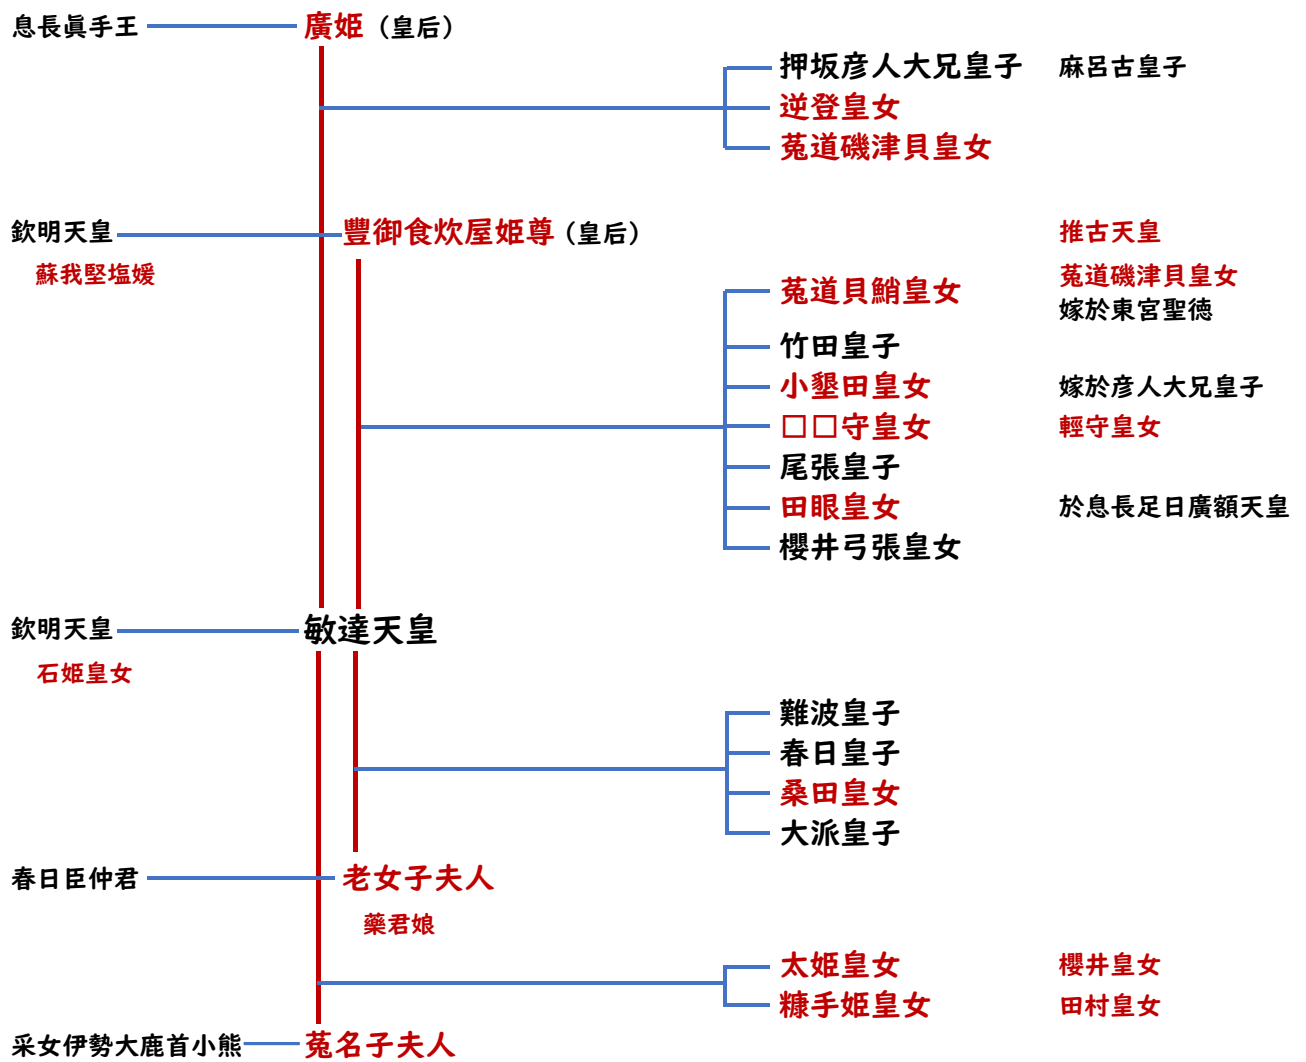 息長眞手王 廣姫（皇后）
押坂彦人大兄皇子 麻呂古皇子
逆登皇女
菟道磯津貝皇女
欽明天皇 豐御食炊屋姫尊（皇后） 推古天皇
蘇我堅塩媛 菟道磯津貝皇女
菟道貝鮹皇女
嫁於東宮聖徳
竹田皇子
小墾田皇女 嫁於彦人大兄皇子
□□守皇女 輕守皇女
尾張皇子
田眼皇女 於息長足日廣額天皇
櫻井弓張皇女
欽明天皇 敏達天皇
石姫皇女
難波皇子
春日皇子
桑田皇女
大派皇子
春日臣仲君 老女子夫人
藥君娘
太姫皇女 櫻井皇女
糠手姫皇女 田村皇女
采女伊勢大鹿首小熊 菟名子夫人